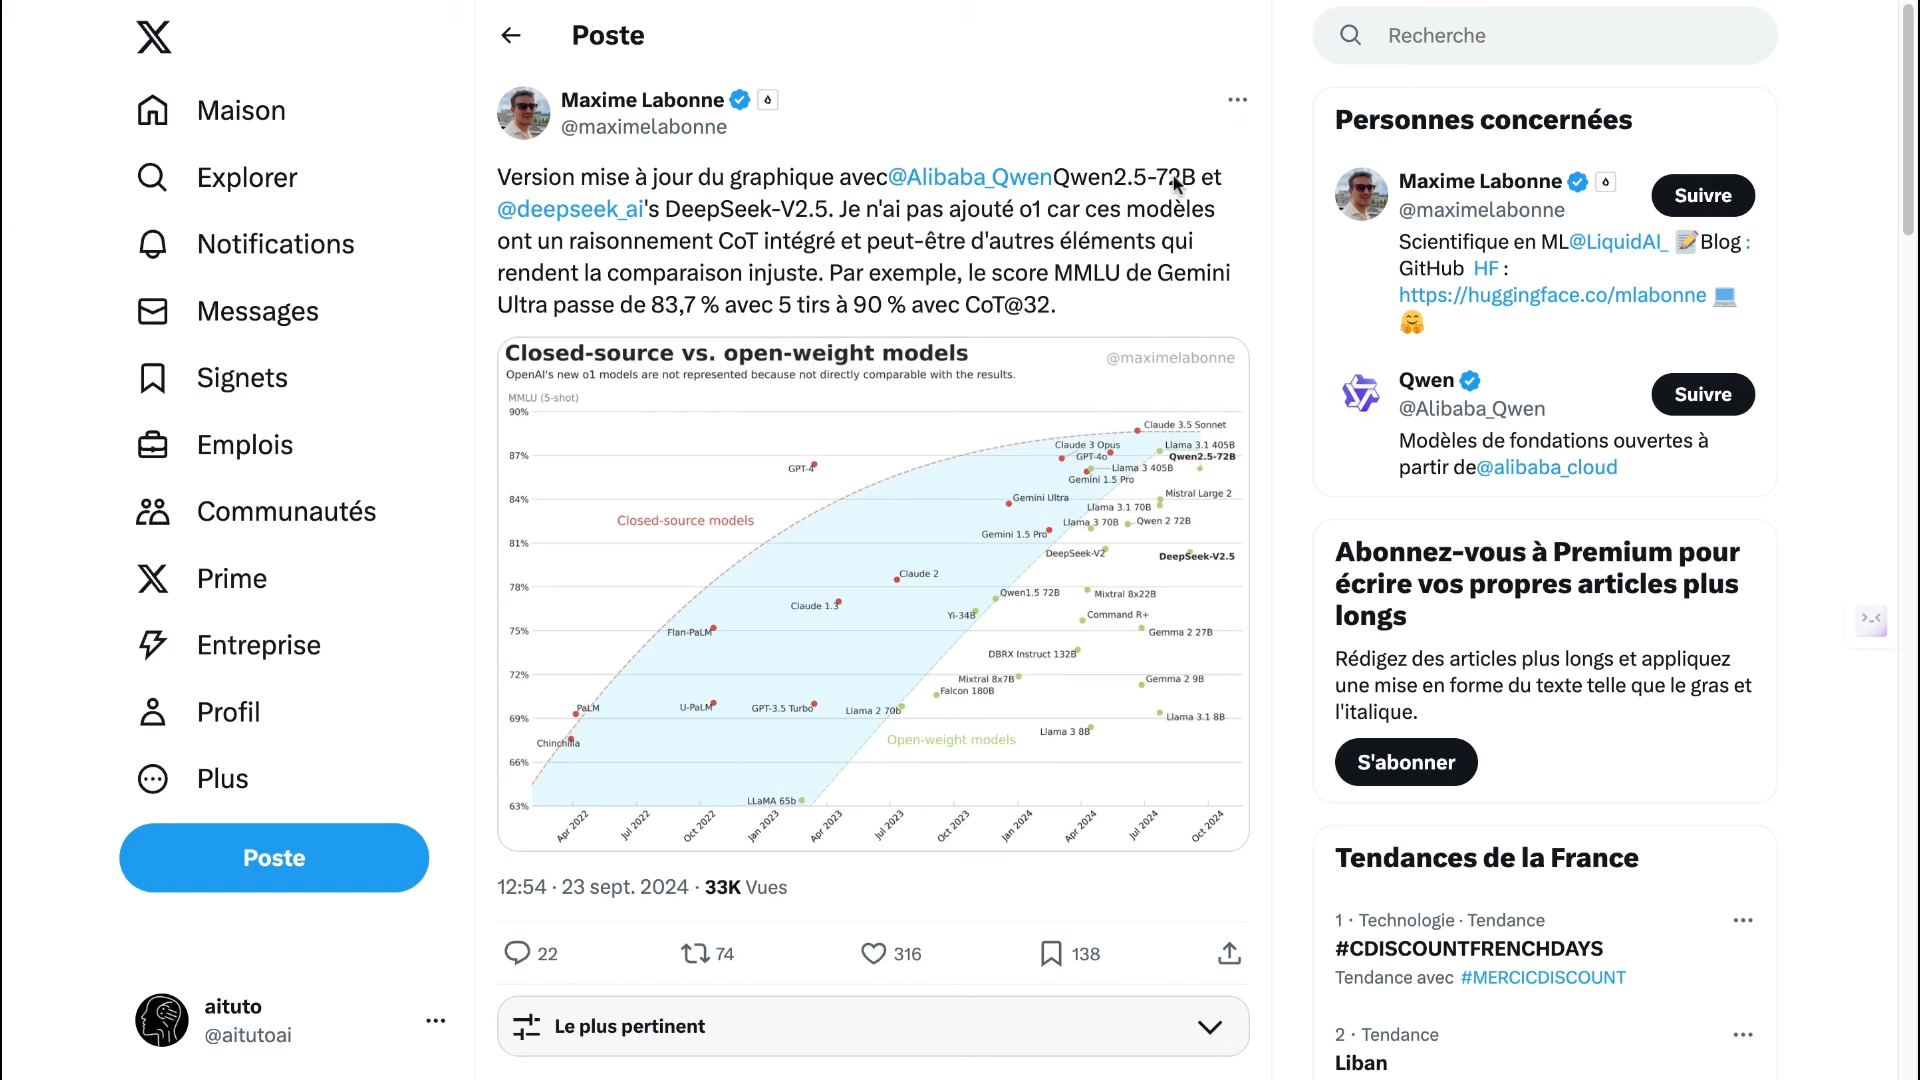 Maison
Explorer
Notifications
Messages
Signets
Emplois
Communautés
Prime
Entreprise
Profil
Plus
Poste
aituto
@aitutoai
Poste
Maxime Labonne
@maximelabonne
Version mise à jour du graphique avec@Alibaba_QwenQwen2.5-72B et
@deepseek_ai's DeepSeek-V2.5. Je n'ai pas ajouté o1 car ces modèles
ont un raisonnement CoT intégré et peut-être d'autres éléments qui
rendent la comparaison injuste. Par exemple, le score MMLU de Gemini
Ultra passe de 83,7 % avec 5 tirs à 90 % avec CoT@32.
Closed-source vs. open-weight models
@maximelabonne
OpenAI's new o1 models are not represented because not directly comparable with the results.
MMLU (5-shot)
90%
87%
84%
81%
78%
75%
72%
69%
66%
63%
Claude 3.5 Sonnet
Claude 3 Opus
Llama 3.1 405B
GPT-4o
Qwen2.5-72B
GPT-4
Llama 3 405B
Gemini 1.5 Pro
Gemini Ultra
Mistral Large 2
Llama 3.1 70B
Closed-source models
Llama 3 70B
Qwen 2 72B
Gemini 1.5 Pro
DeepSeek-V2
DeepSeek-V2.5
Claude 2
Qwen1.5 72B
Mixtral 8x22B
Claude 1.3
Yi-34B
Command R+
Flan-PaLM
Gemma 2 27B
DBRX Instruct 132B
Mixtral 8x7B
Gemma 2 9B
Falcon 180B
PaLM
U-PaLM
GPT-3.5 Turbo
Llama 2 70b
Llama 3.1 8B
Llama 3 8B
Chinchilla
Open-weight models
LLaMA 65b
Apr 2022
Jul 2022
Oct 2022
Jan 2023
Apr 2023
Jul 2023
Oct 2023
Jan 2024
Apr 2024
Jul 2024
Oct 2024
12:54 · 23 sept. 2024 · 33K Vues
22
74
316
138
Le plus pertinent
Recherche
Personnes concernées
Maxime Labonne
@maximelabonne
Suivre
Scientifique en ML@LiquidAI_ 📝Blog :
GitHub HF :
https://huggingface.co/mlabonne 💻
🤗
Qwen
@Alibaba_Qwen
Suivre
Modèles de fondations ouvertes à
partir de@alibaba_cloud
Abonnez-vous à Premium pour
écrire vos propres articles plus
longs
Rédigez des articles plus longs et appliquez
une mise en forme du texte telle que le gras et
l'italique.
S'abonner
Tendances de la France
1 · Technologie · Tendance
#CDISCOUNTFRENCHDAYS
Tendance avec #MERCICDISCOUNT
2 · Tendance
Liban